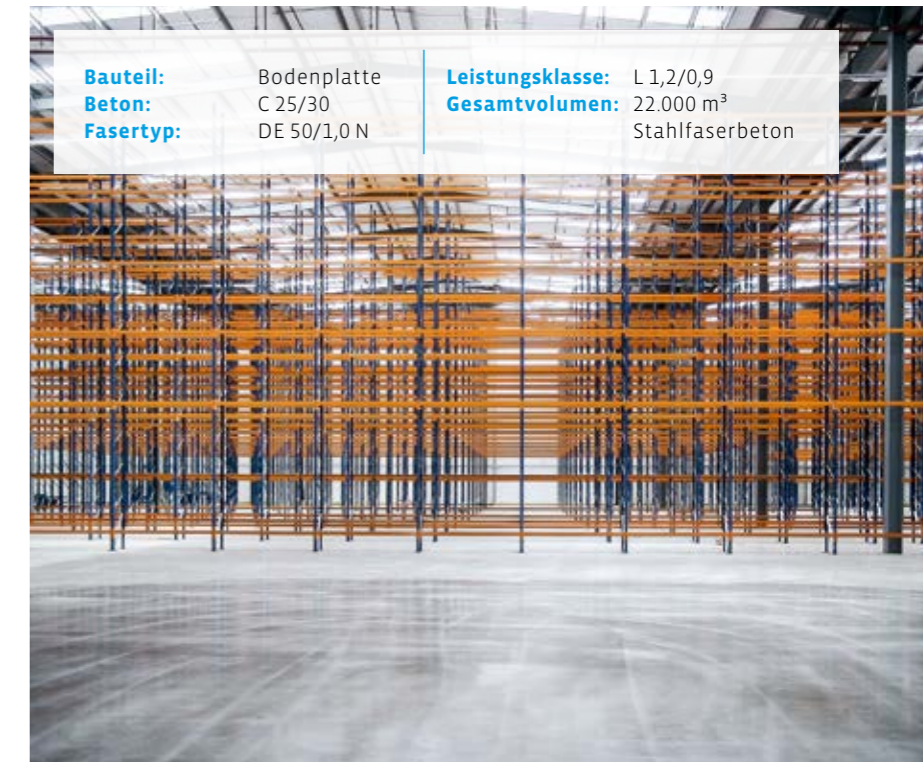 Bauteil: Bodenplatte
Beton: C 25/30
Fasertyp: DE 50/1,0 N
Leistungsklasse: L 1,2/0,9
Gesamtvolumen: 22.000 m³
Stahlfaserbeton